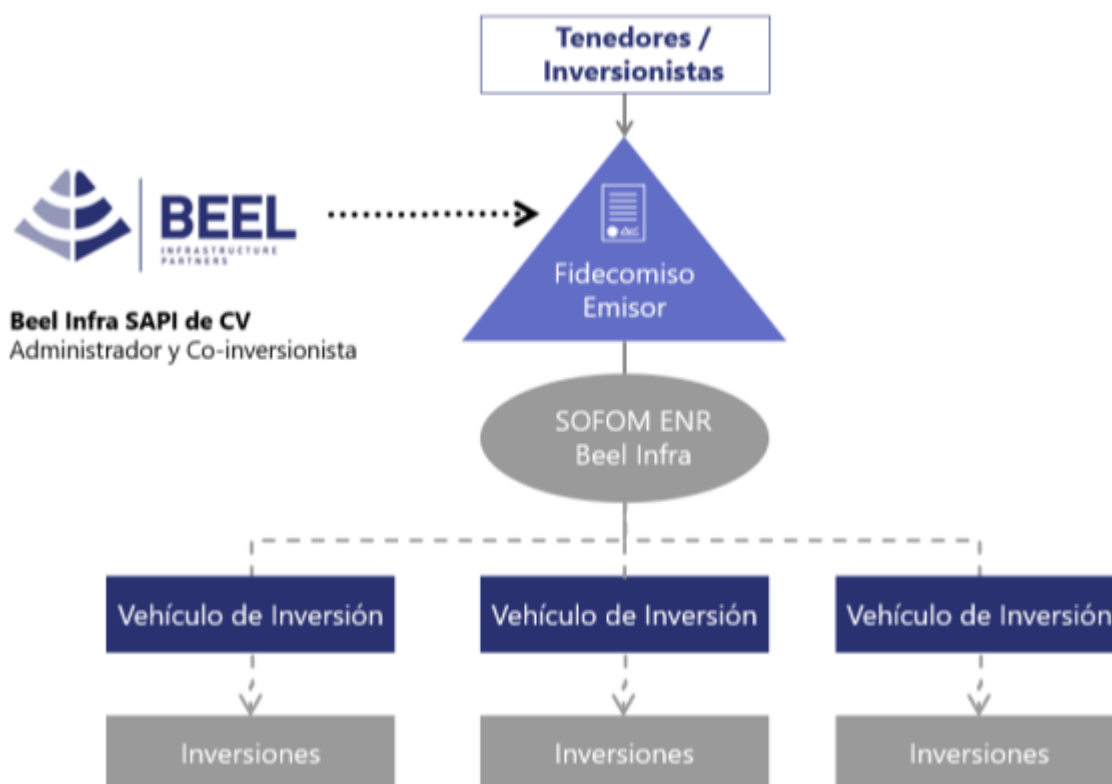 Tenedores /
Inversionistas
BEEL
INFRASTRUCTURE
PARTNERS
Fidecomiso
Emisor
Beel Infra SAPI de CV
Administrador y Co-inversionista
SOFOM ENR
Beel Infra
Vehículo de Inversión
Vehículo de Inversión
Vehículo de Inversión
Inversiones
Inversiones
Inversiones